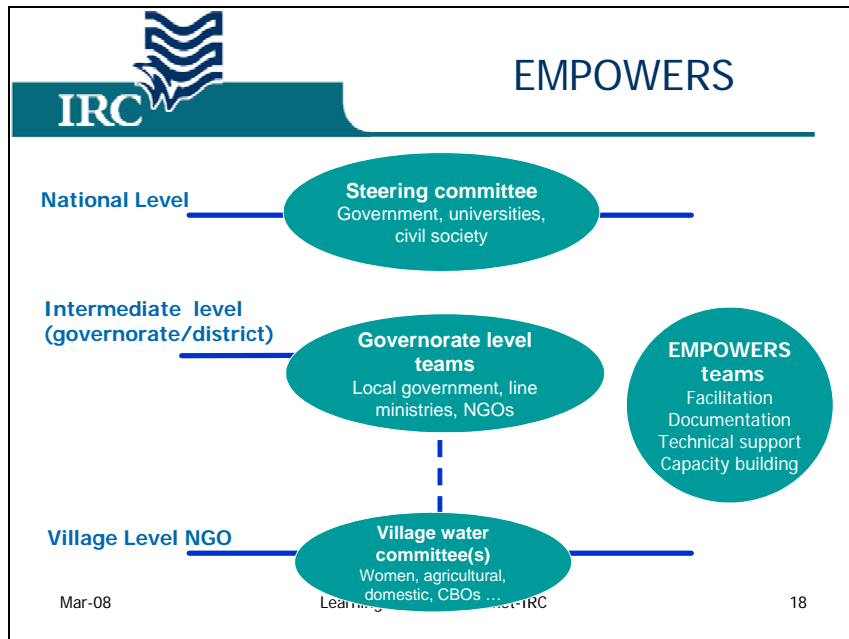 IRC
EMPOWERS
National Level
Steering committee
Government, universities,
civil society
Intermediate level
(governorate/district)
Governorate level
teams
Local government, line
ministries, NGOs
EMPOWERS
teams
Facilitation
Documentation
Technical support
Capacity building
Village Level NGO
Village water
committee(s)
Women, agricultural,
domestic, CBOs ...
Mar-08
-IRC
18